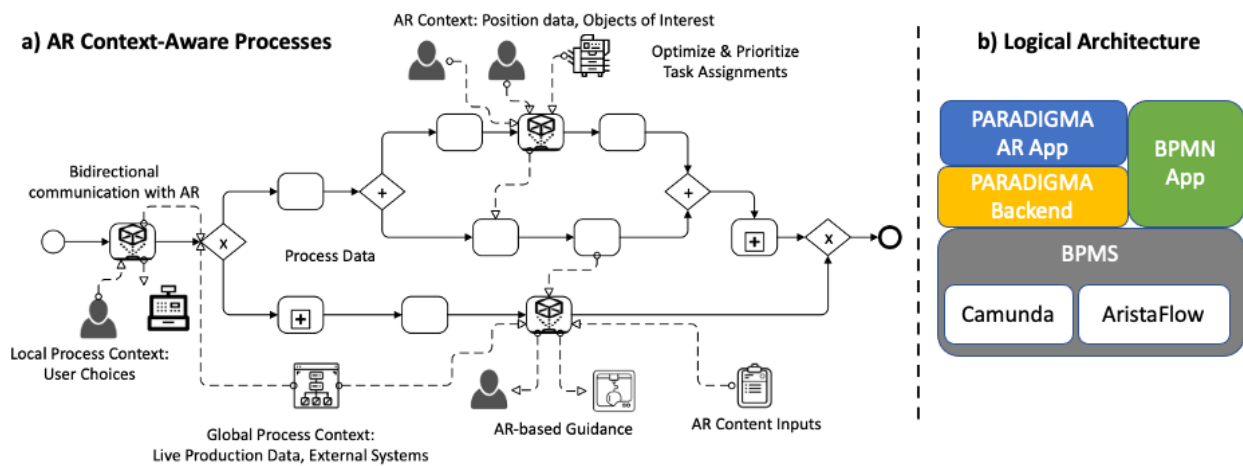 a) AR Context-Aware Processes
AR Context: Position data, Objects of Interest
Optimize & Prioritize
Task Assignments
Bidirectional
communication with AR
+
+
X
Process Data
+
X
+
Local Process Context:
User Choices
Global Process Context:
Live Production Data, External Systems
AR-based Guidance
AR Content Inputs
b) Logical Architecture
PARADIGMA
AR App
BPMN
App
PARADIGMA
Backend
BPMS
Camunda
AristaFlow